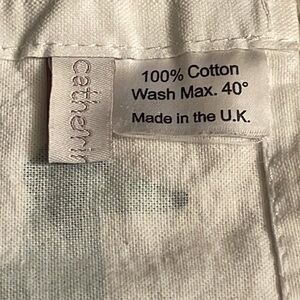 100% Cotton
Wash Max. 40°
Made in the U.K.